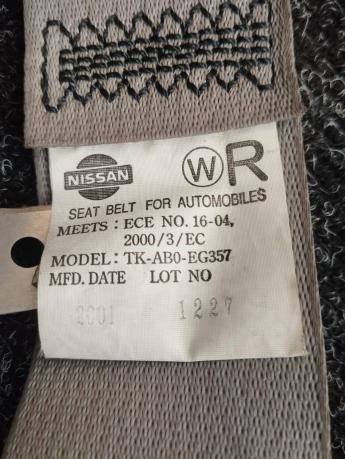 NISSAN
W R
SEAT BELT FOR AUTOMOBILES
MEETS : ECE NO. 16-04,
2000/3/EC
MODEL: TK-AB0-EG357
MFD. DATE LOT NO
2001 1227